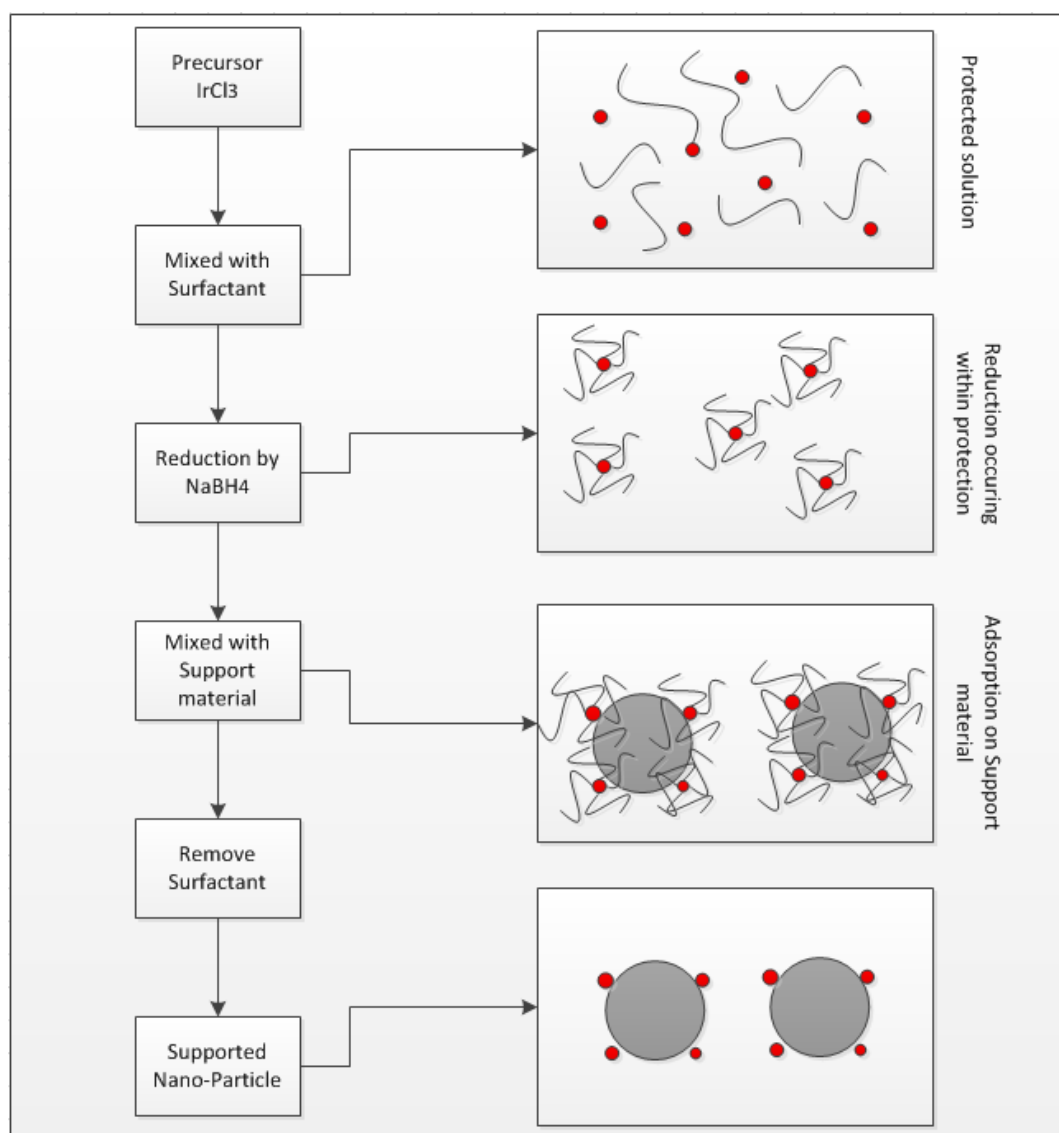 Precursor
IrCl3
Protected solution
Mixed with
Surfactant
Reduction by
NaBH4
Reduction occuring
within protection
Mixed with
Support
material
Adsorption on Support
material
Remove
Surfactant
Supported
Nano-Particle